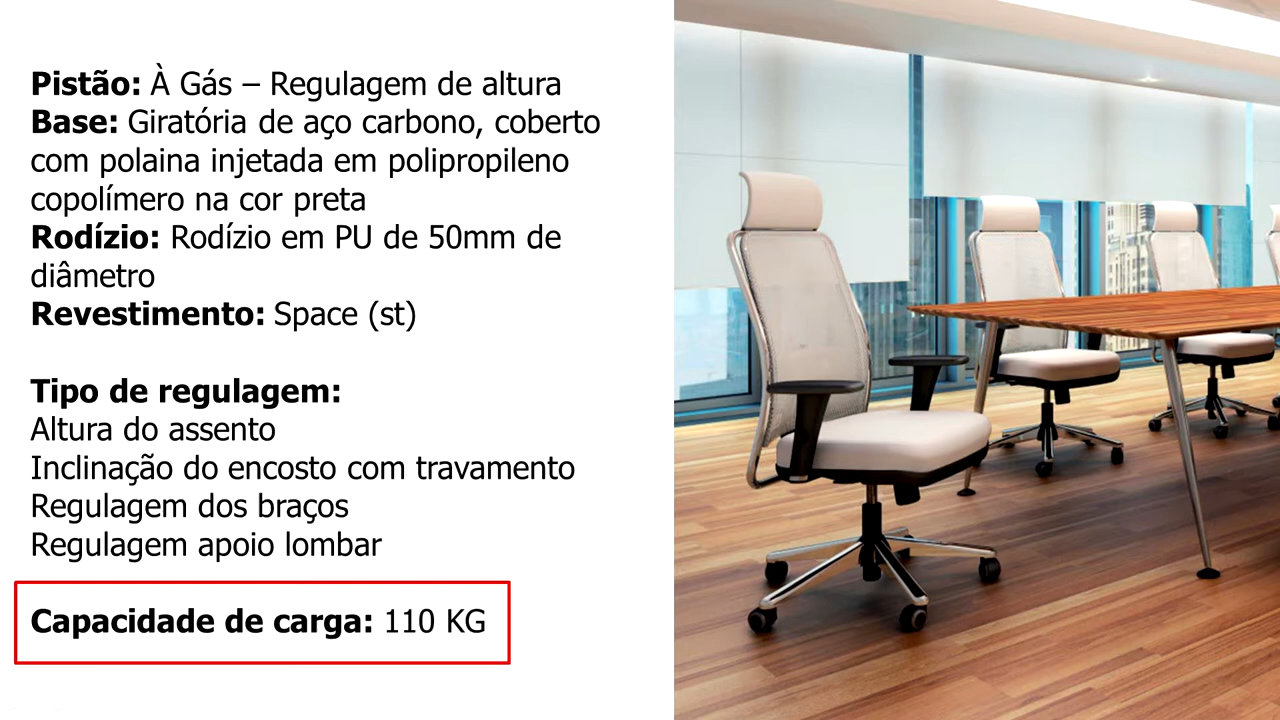 Pistão: À Gás – Regulagem de altura
Base: Giratória de aço carbono, coberto
com polaina injetada em polipropileno
copolímero na cor preta
Rodízio: Rodízio em PU de 50mm de
diâmetro
Revestimento: Space (st)
Tipo de regulagem:
Altura do assento
Inclinação do encosto com travamento
Regulagem dos braços
Regulagem apoio lombar
Capacidade de carga: 110 KG